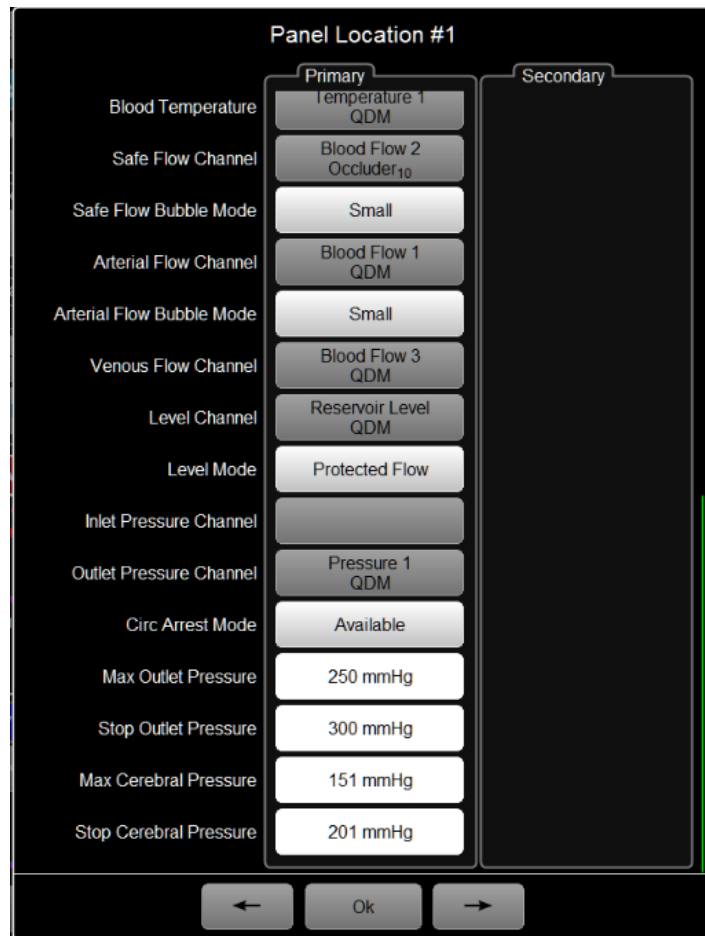 Panel Location #1
Primary
Secondary
Blood Temperature
Temperature 1
QDM
Safe Flow Channel
Blood Flow 2
Occluder₁₀
Safe Flow Bubble Mode
Small
Arterial Flow Channel
Blood Flow 1
QDM
Arterial Flow Bubble Mode
Small
Venous Flow Channel
Blood Flow 3
QDM
Level Channel
Reservoir Level
QDM
Level Mode
Protected Flow
Inlet Pressure Channel
Outlet Pressure Channel
Pressure 1
QDM
Circ Arrest Mode
Available
Max Outlet Pressure
250 mmHg
Stop Outlet Pressure
300 mmHg
Max Cerebral Pressure
151 mmHg
Stop Cerebral Pressure
201 mmHg
Ok